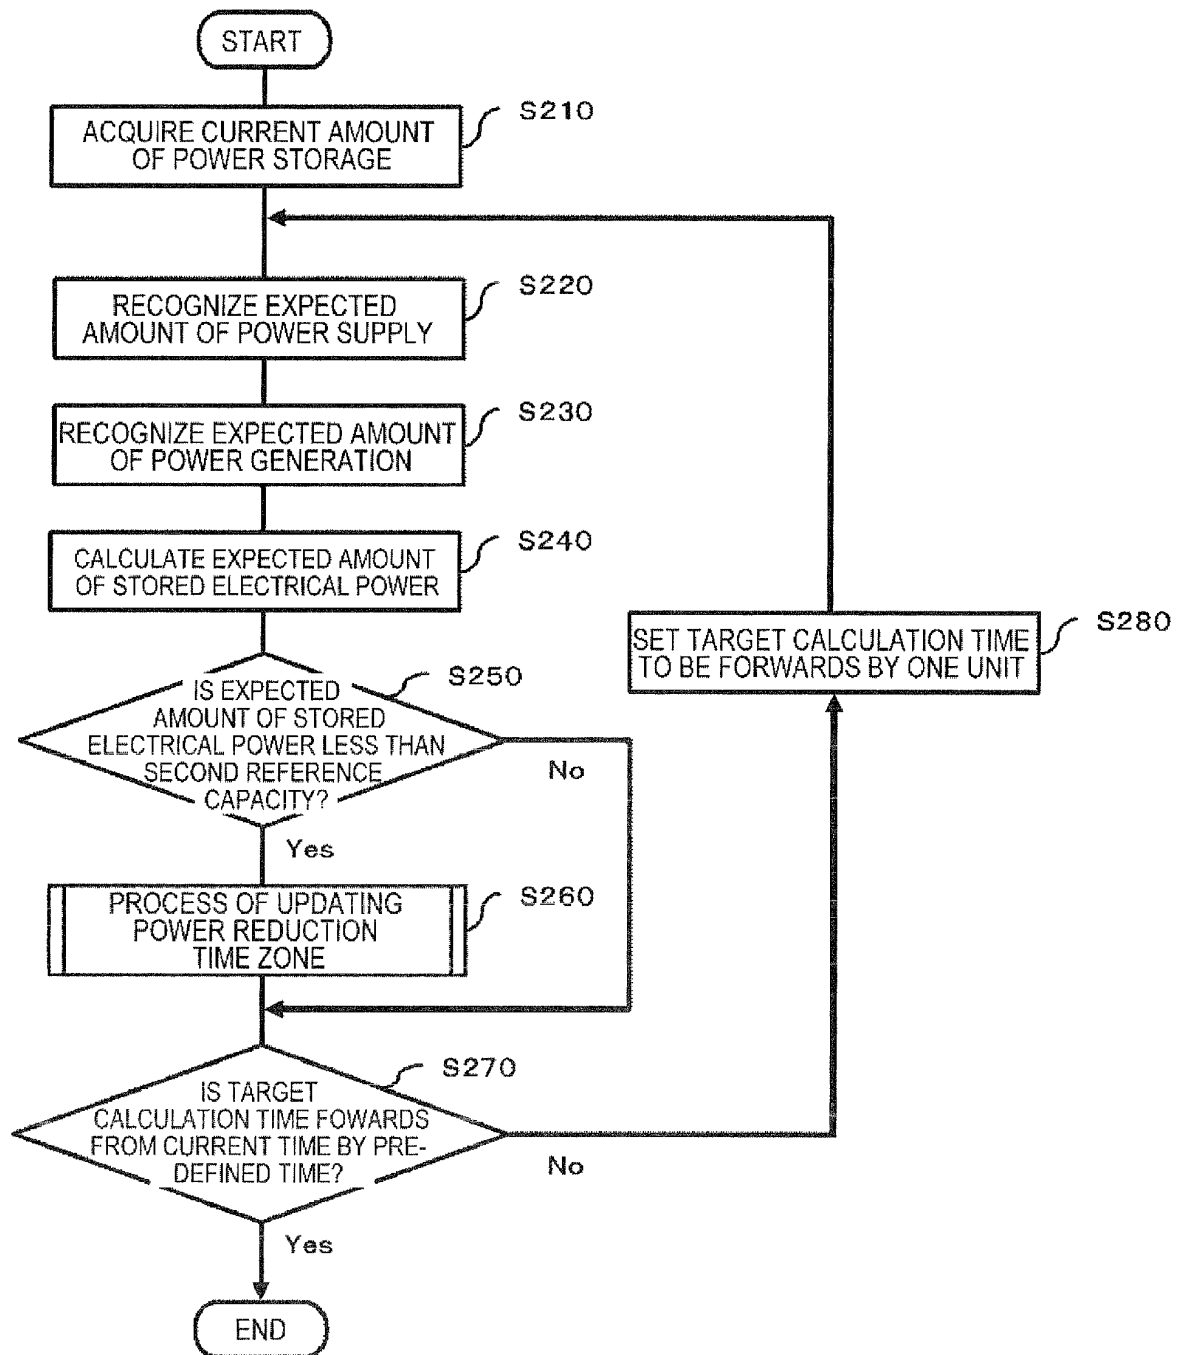 START
S210
ACQUIRE CURRENT AMOUNT
OF POWER STORAGE
S220
RECOGNIZE EXPECTED
AMOUNT OF POWER SUPPLY
S230
RECOGNIZE EXPECTED AMOUNT
OF POWER GENERATION
S240
CALCULATE EXPECTED AMOUNT
OF STORED ELECTRICAL POWER
S280
SET TARGET CALCULATION TIME
TO BE FORWARDS BY ONE UNIT
S250
IS EXPECTED
AMOUNT OF STORED
ELECTRICAL POWER LESS THAN
SECOND REFERENCE
CAPACITY?
No
Yes
S260
PROCESS OF UPDATING
POWER REDUCTION
TIME ZONE
S270
IS TARGET
CALCULATION TIME FOWARDS
FROM CURRENT TIME BY PRE-
DEFINED TIME?
No
Yes
END